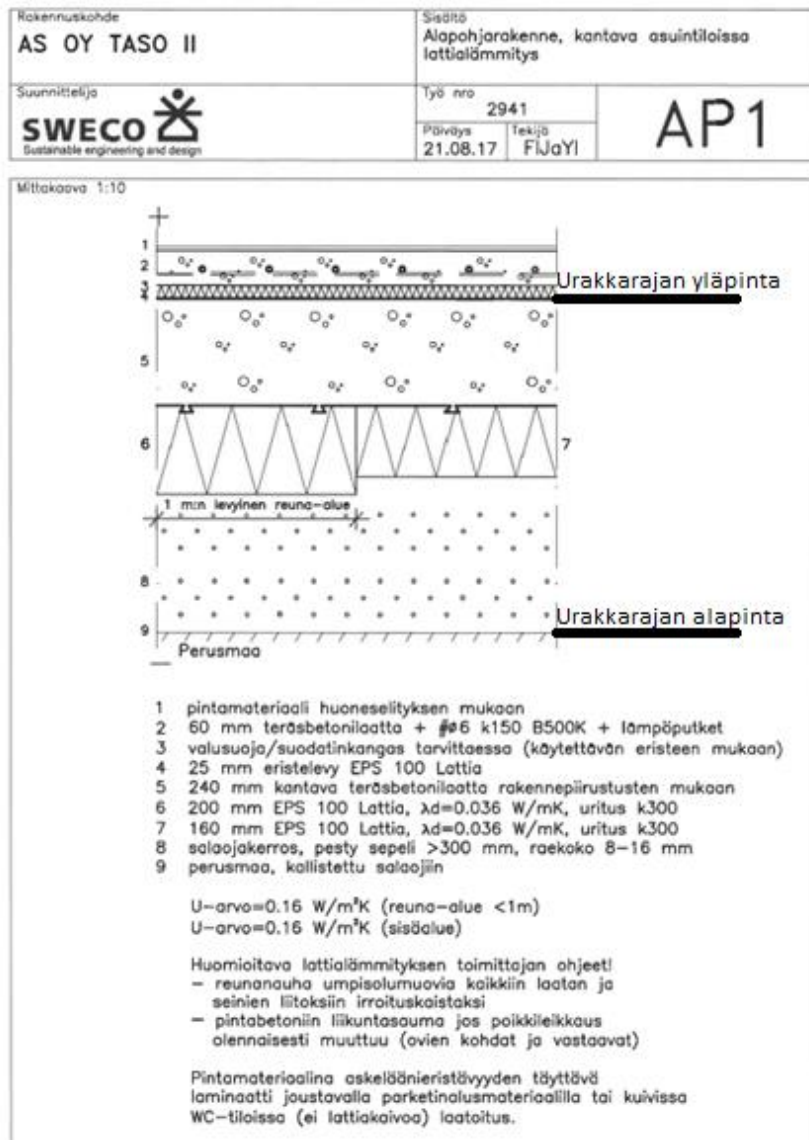 Rakennuskohde
AS OY TASO II
Sisältö
Alapohjarakenne, kantava asuintiloissa
lattialämmitys
Suunnittelija
SWECO
Sustainable engineering and design
Työ nro
2941
Päiväys
21.08.17
Tekijä
FIJaYl
AP1
Mittakaava 1:10
1
2
3
4
Urakkarajan yläpinta
5
6
7
1 m:n levyinen reuna-alue
8
Urakkarajan alapinta
9
Perusmaa
1 pintamateriaali huoneselityksen mukaan
2 60 mm teräsbetonilaatta + #ø6 k150 B500K + lämpöputket
3 valusuoja/suodatinkangas tarvittaessa (käytettävän eristeen mukaan)
4 25 mm eristelevy EPS 100 Lattia
5 240 mm kantava teräsbetonilaatta rakennepiirustusten mukaan
6 200 mm EPS 100 Lattia, λd=0.036 W/mK, uritus k300
7 160 mm EPS 100 Lattia, λd=0.036 W/mK, uritus k300
8 salaojakerros, pesty sepeli >300 mm, raekoko 8-16 mm
9 perusmaa, kallistettu salaojiin
U-arvo=0.16 W/m²K (reuna-alue <1m)
U-arvo=0.16 W/m²K (sisäalue)
Huomioitava lattialämmityksen toimittajan ohjeet!
- reunanauha umpisolumuovia kaikkiin laatan ja
seinien liitoksiin irroituskaistaksi
- pintabetoniin liikuntasauma jos poikkileikkaus
olennaisesti muuttuu (ovien kohdat ja vastaavat)
Pintamateriaalina askelääneristävyyden täyttävä
laminaatti joustavalla parketinalusmateriaalilla tai kuivissa
WC-tiloissa (ei lattiakaivoa) laatoitus.